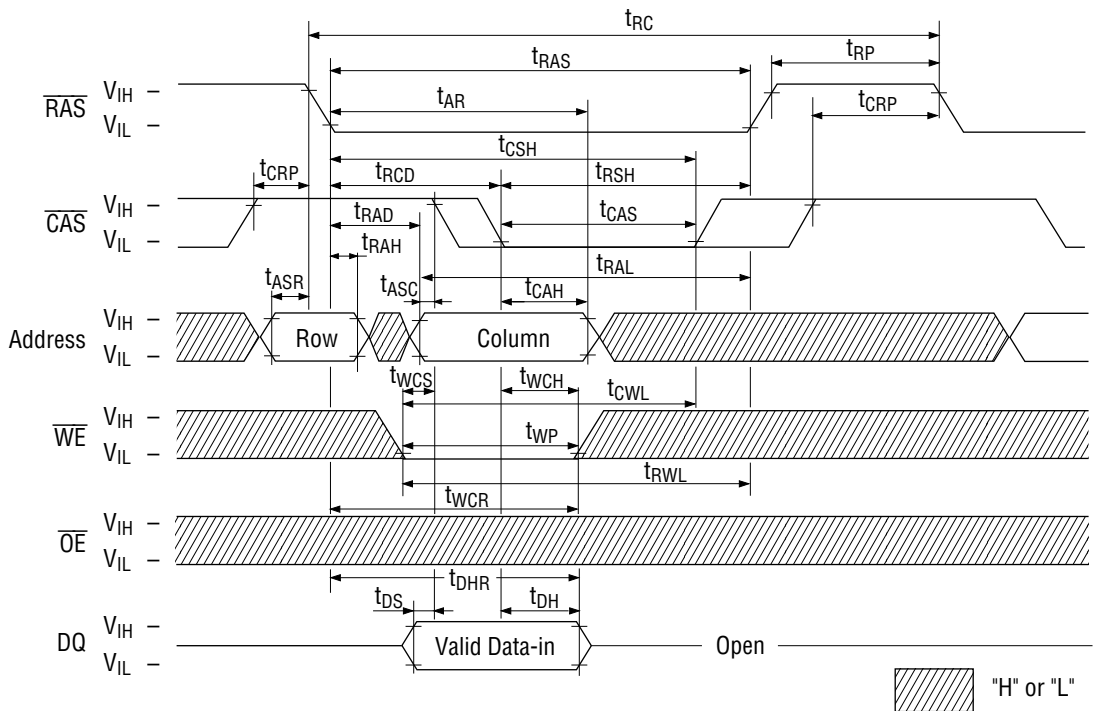 tRC
tRAS
tRP
RAS
VIH –
VIL –
tAR
tCRP
tCSH
tCRP
tRCD
tRSH
CAS
VIH –
VIL –
tRAD
tCAS
tRAH
tRAL
tASR
tASC
tCAH
Address
VIH –
VIL –
Row
Column
tWCS
tWCH
tCWL
WE
VIH –
VIL –
tWP
tRWL
tWCR
OE
VIH –
VIL –
tDHR
tDS
tDH
DQ
VIH –
VIL –
Valid Data-in
Open
"H" or "L"